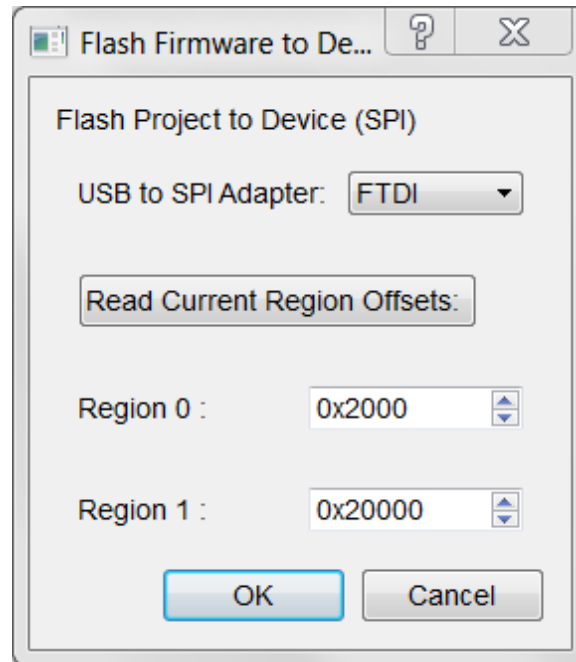 Flash Firmware to De...
Flash Project to Device (SPI)
USB to SPI Adapter: FTDI
Read Current Region Offsets:
Region 0 : 0x2000
Region 1 : 0x20000
OK Cancel